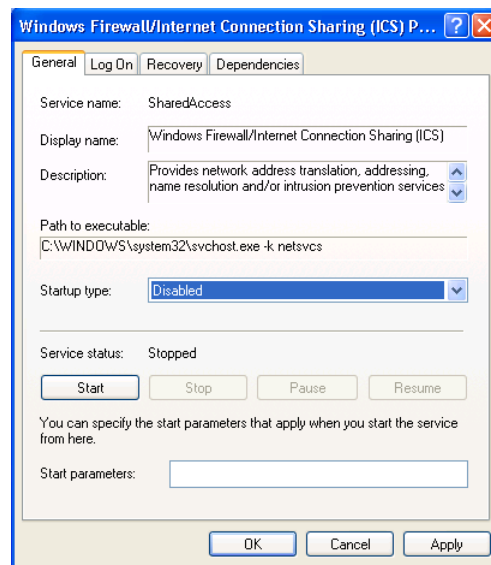 Windows Firewall/Internet Connection Sharing (ICS) P...
General Log On Recovery Dependencies
Service name: SharedAccess
Display name: Windows Firewall/Internet Connection Sharing (ICS)
Description: Provides network address translation, addressing,
name resolution and/or intrusion prevention services
Path to executable:
C:\WINDOWS\system32\svchost.exe -k netsvcs
Startup type: Disabled
Service status: Stopped
Start Stop Pause Resume
You can specify the start parameters that apply when you start the service
from here.
Start parameters:
OK Cancel Apply